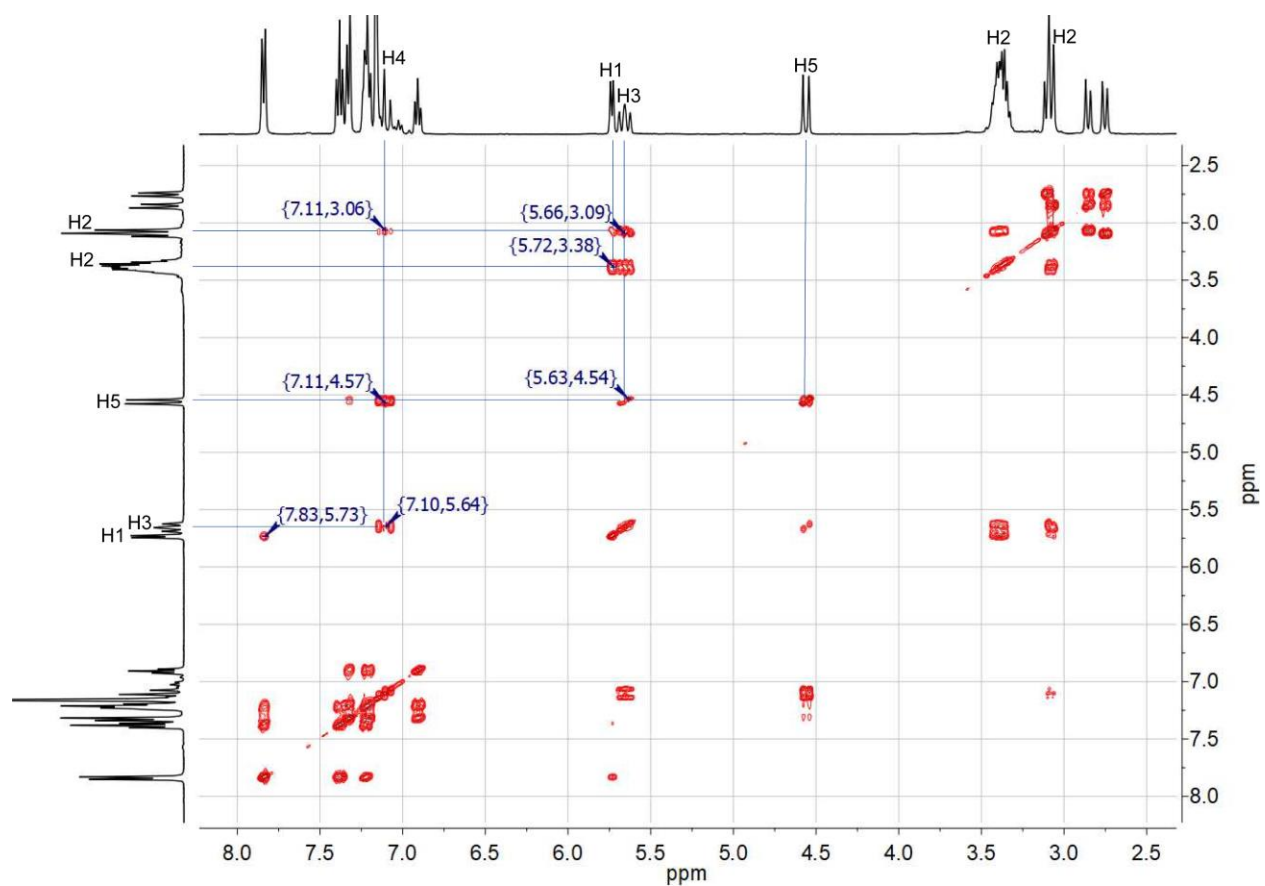 H4
H1
H3
H5
H2
H2
2.5
3.0
3.5
4.0
4.5
5.0
5.5
6.0
6.5
7.0
7.5
8.0
ppm
H2
H2
H5
H3
H1
{7.11,3.06}
{5.66,3.09}
{5.72,3.38}
{7.11,4.57}
{5.63,4.54}
{7.83,5.73}
{7.10,5.64}
8.0 7.5 7.0 6.5 6.0 5.5 5.0 4.5 4.0 3.5 3.0 2.5
ppm